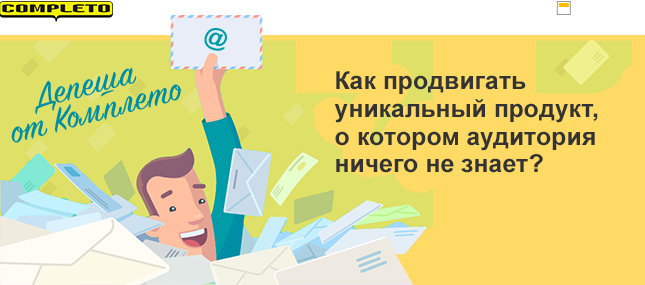 COMPLETO
Депеша
от Комплето
@
Как продвигать
уникальный продукт,
о котором аудитория
ничего не знает?